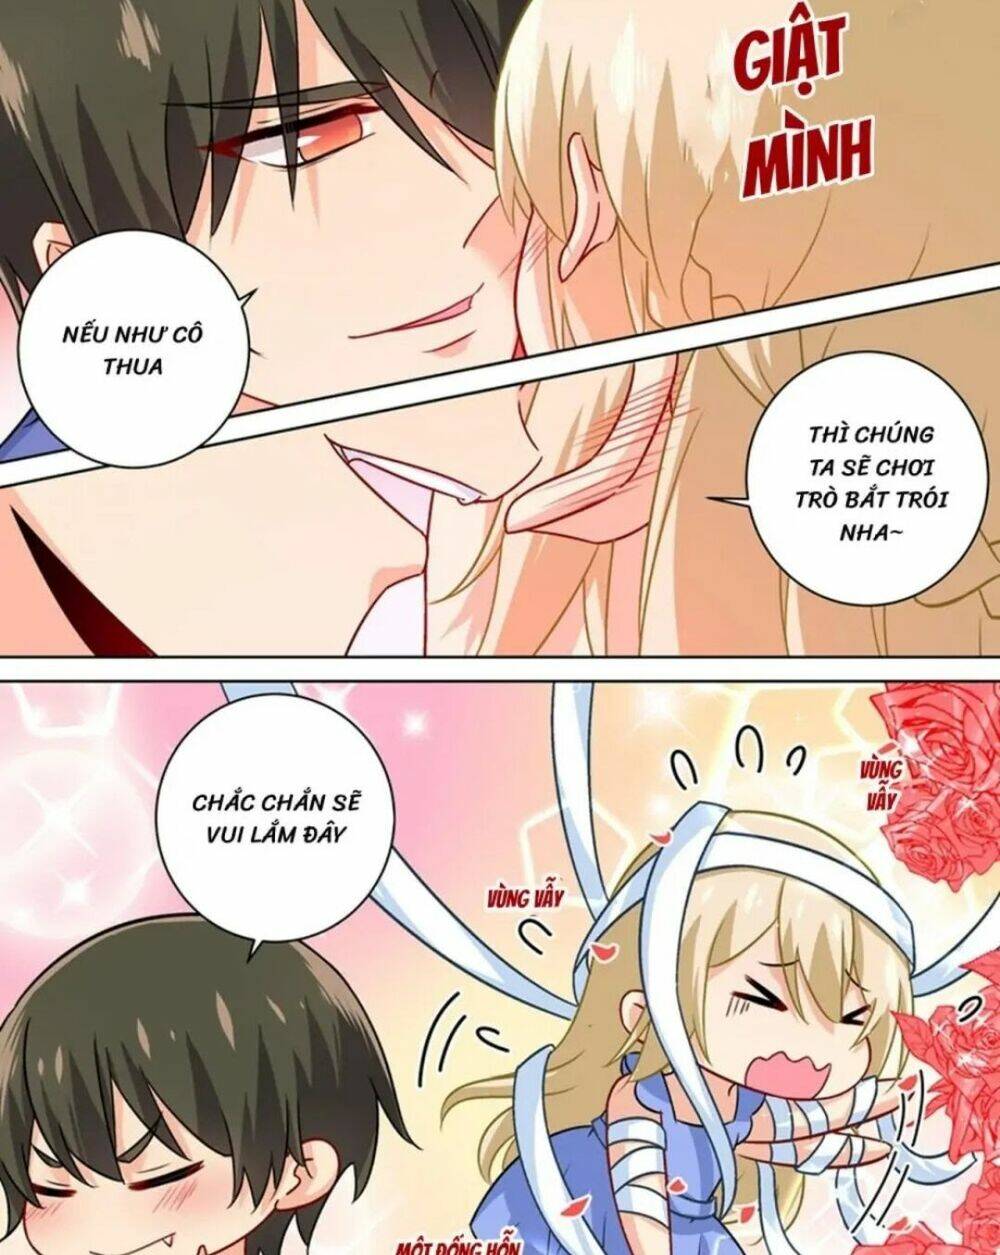 GIẬT
MÌNH
NẾU NHƯ CÔ
THUA
THÌ CHÚNG
TA SẼ CHƠI
TRÒ BẮT TRÓI
NHA~
CHẮC CHẮN SẼ
VUI LẮM ĐÂY
VÙNG
VẪY
VÙNG VẪY
MỘT ĐỐNG HỖN